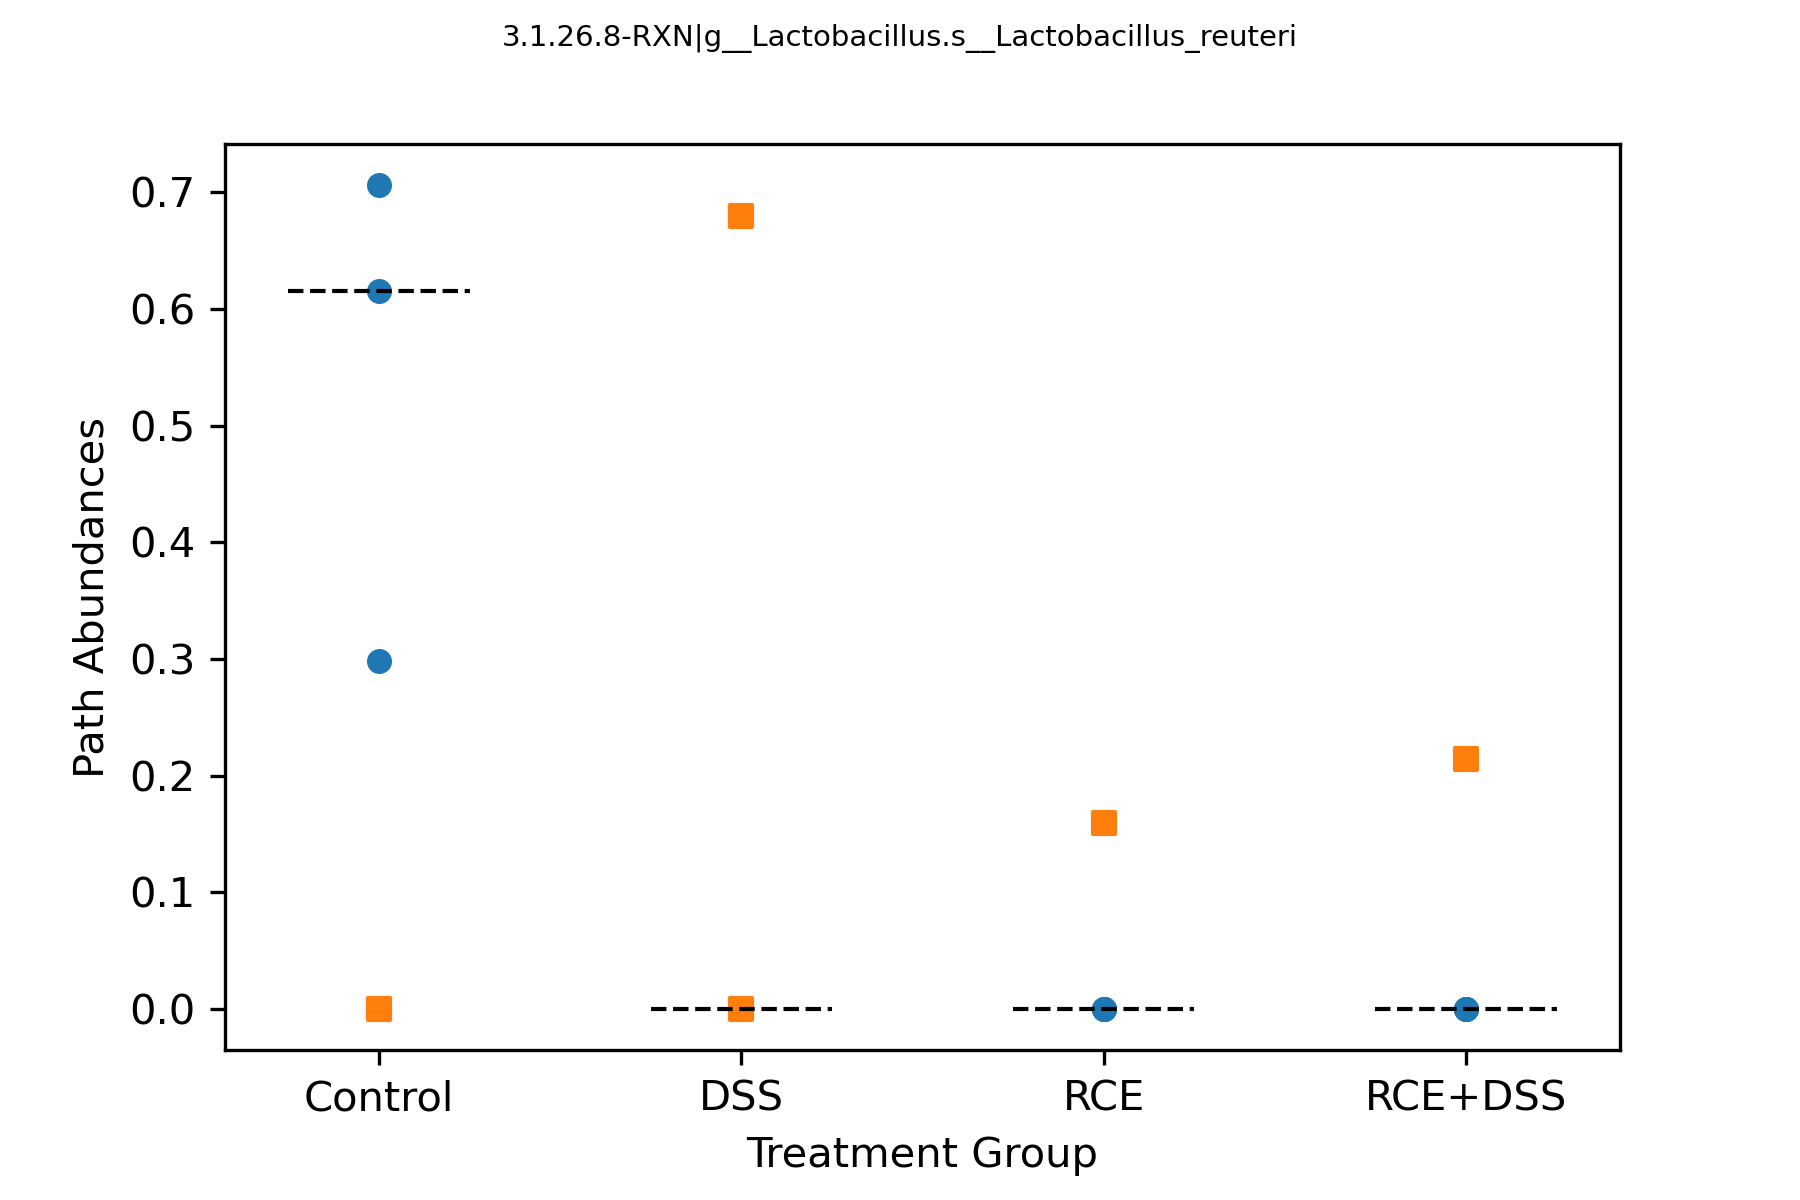 3.1.26.8-RXN|g__Lactobacillus.s__Lactobacillus_reuteri
0.7
0.6
0.5
0.4
0.3
0.2
0.1
0.0
Path Abundances
Control DSS RCE RCE+DSS
Treatment Group